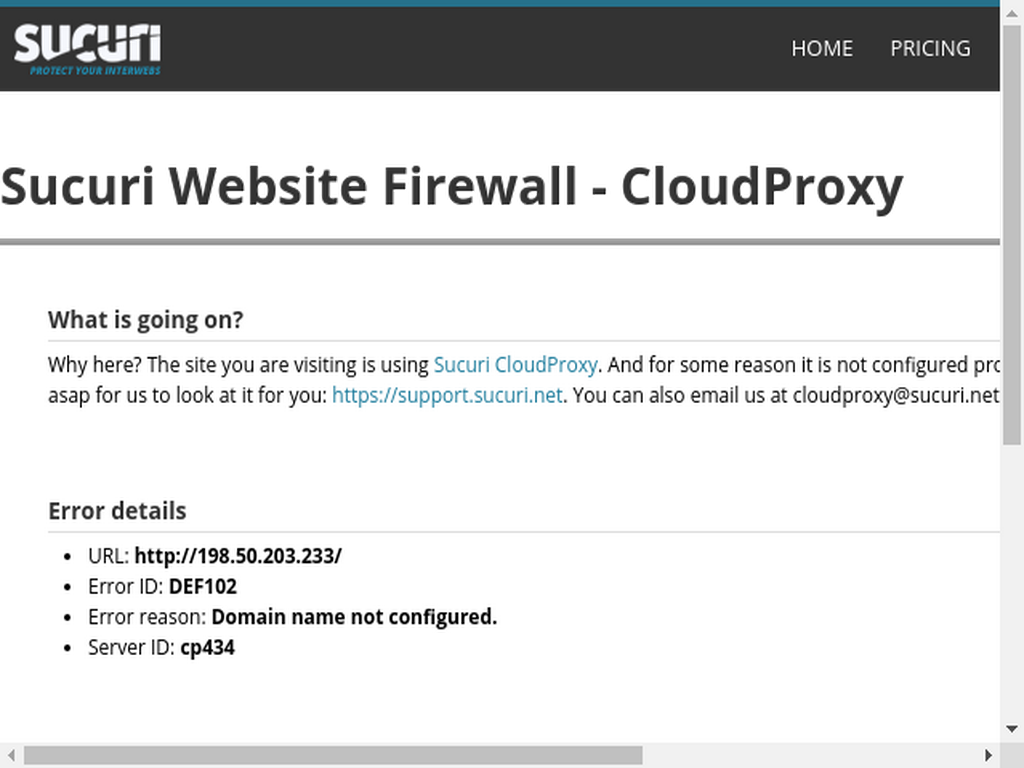 sucuri
PROTECT YOUR INTERWEBS
HOME PRICING
Sucuri Website Firewall - CloudProxy
What is going on?
Why here? The site you are visiting is using Sucuri CloudProxy. And for some reason it is not configured
asap for us to look at it for you: https://support.sucuri.net. You can also email us at cloudproxy@sucuri.net
Error details
• URL: http://198.50.203.233/
• Error ID: DEF102
• Error reason: Domain name not configured.
• Server ID: cp434